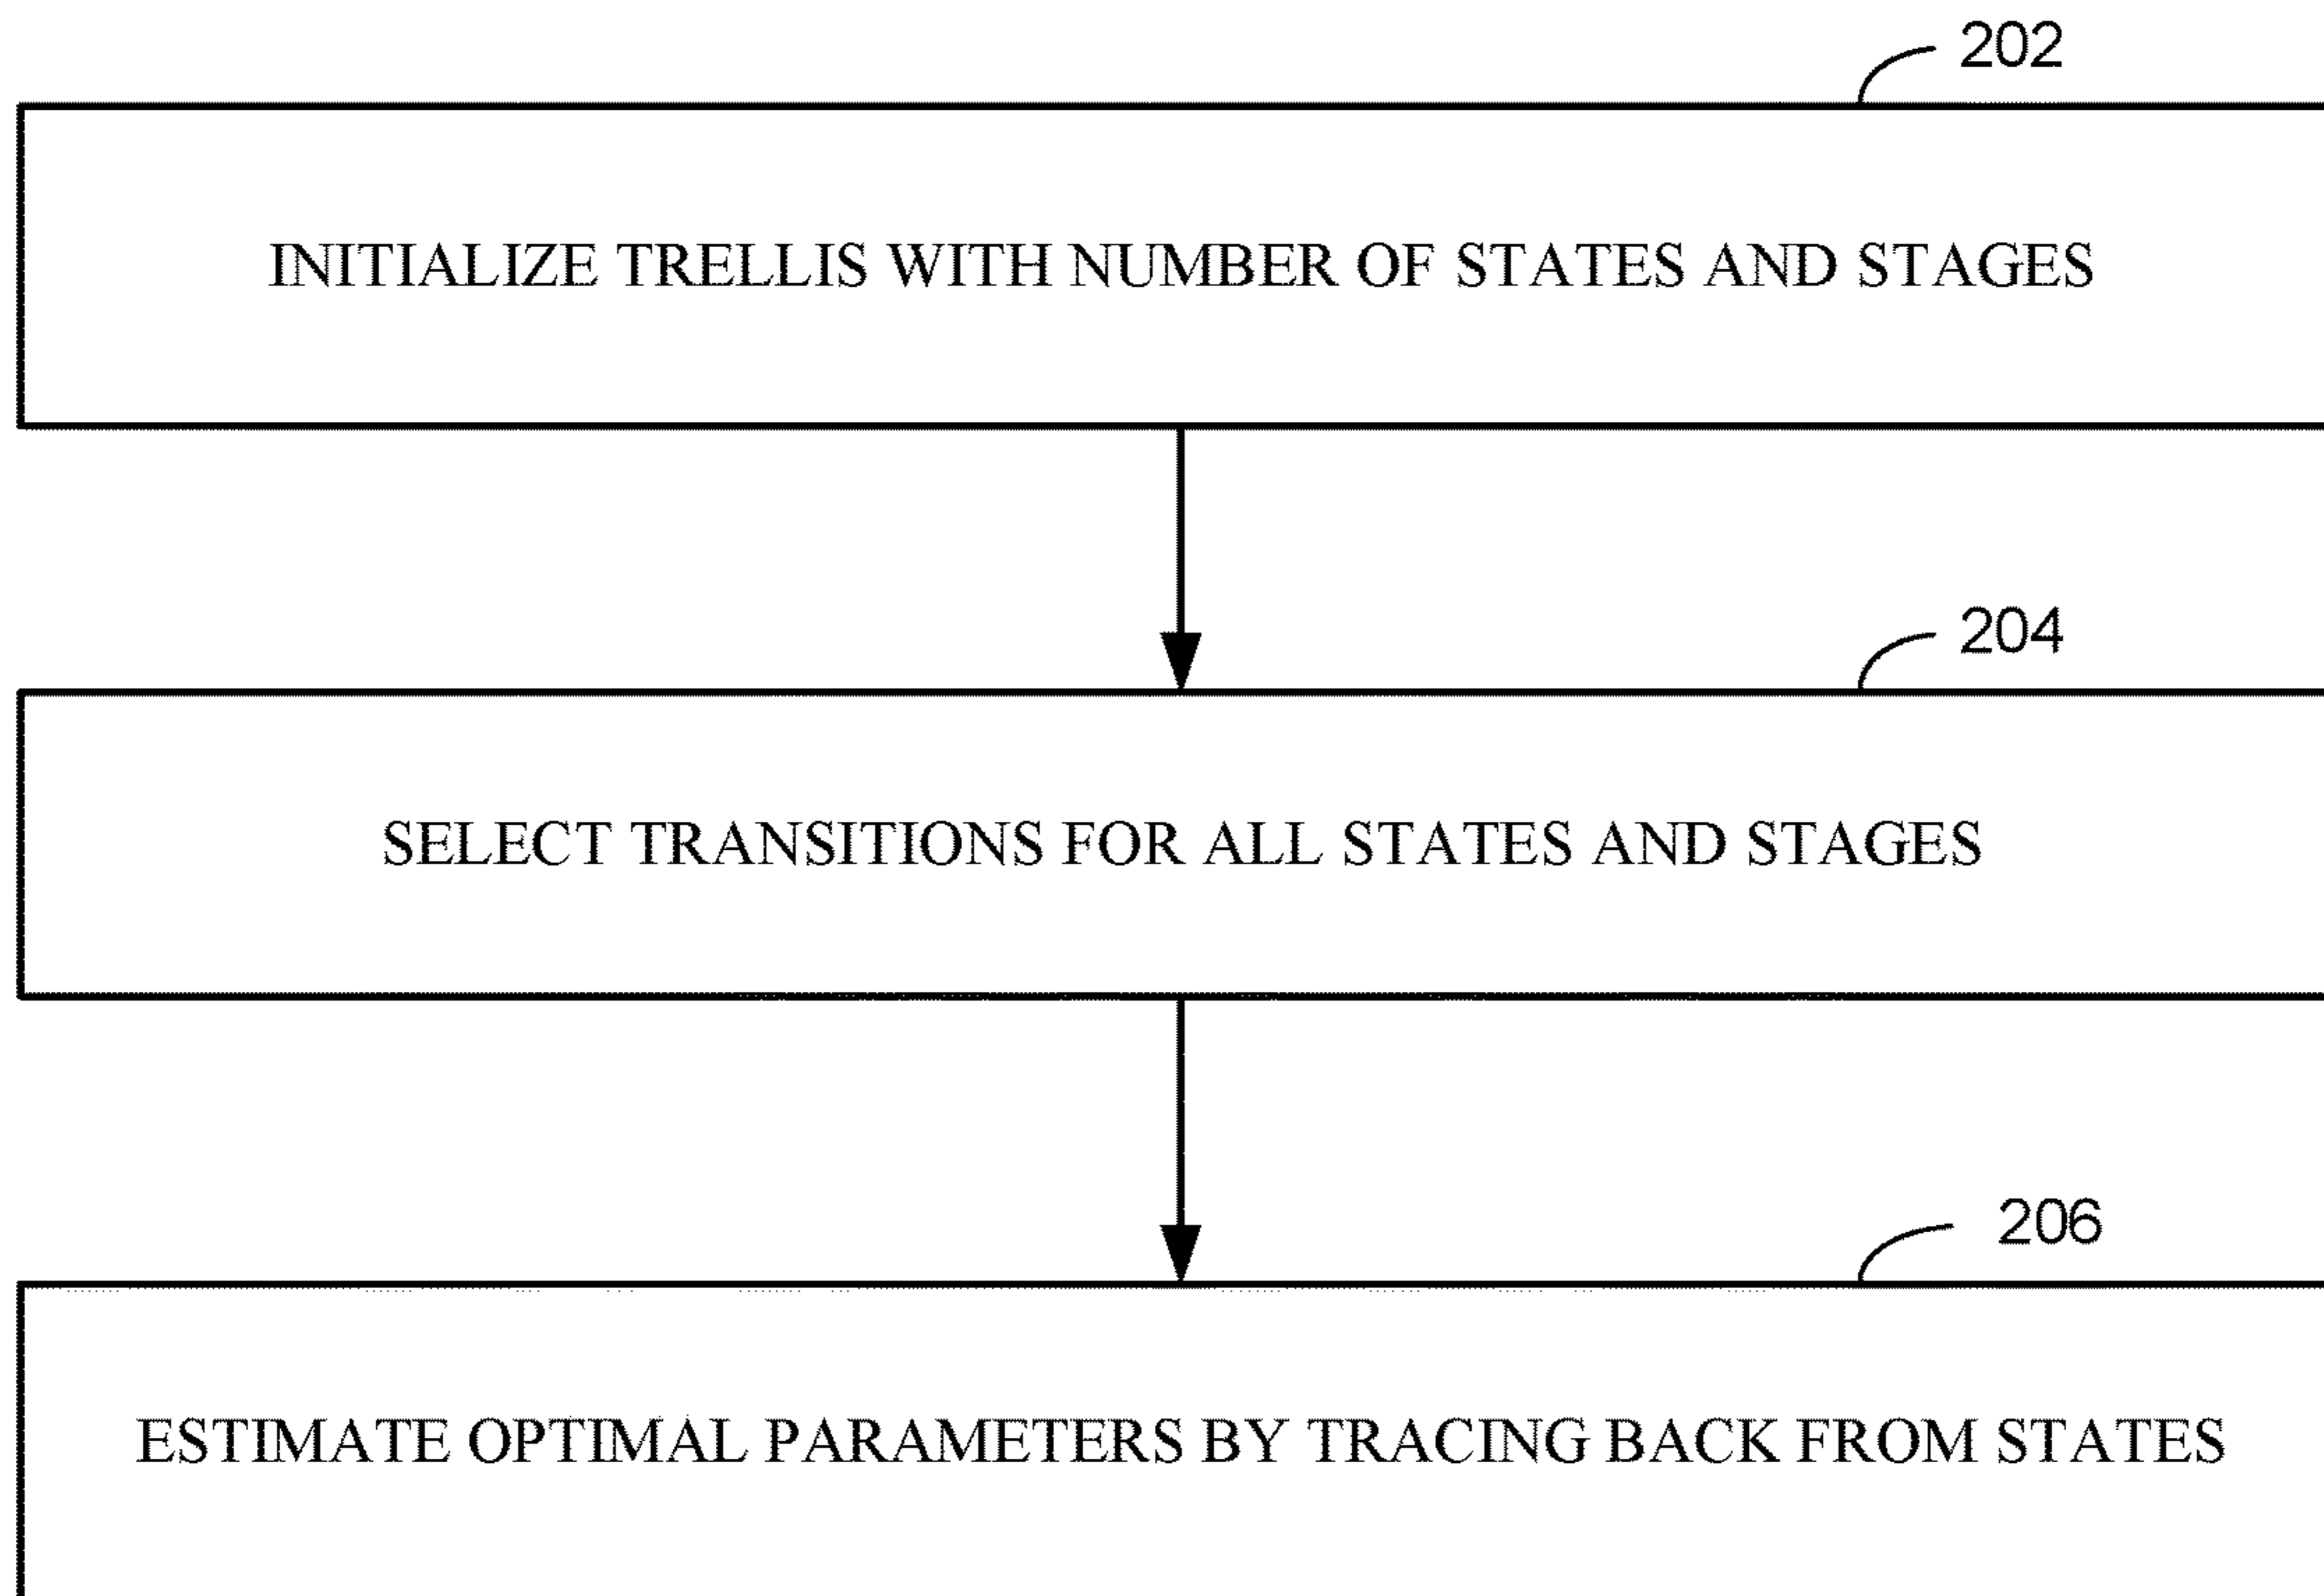 202
INITIALIZE TRELLIS WITH NUMBER OF STATES AND STAGES
204
SELECT TRANSITIONS FOR ALL STATES AND STAGES
206
ESTIMATE OPTIMAL PARAMETERS BY TRACING BACK FROM STATES